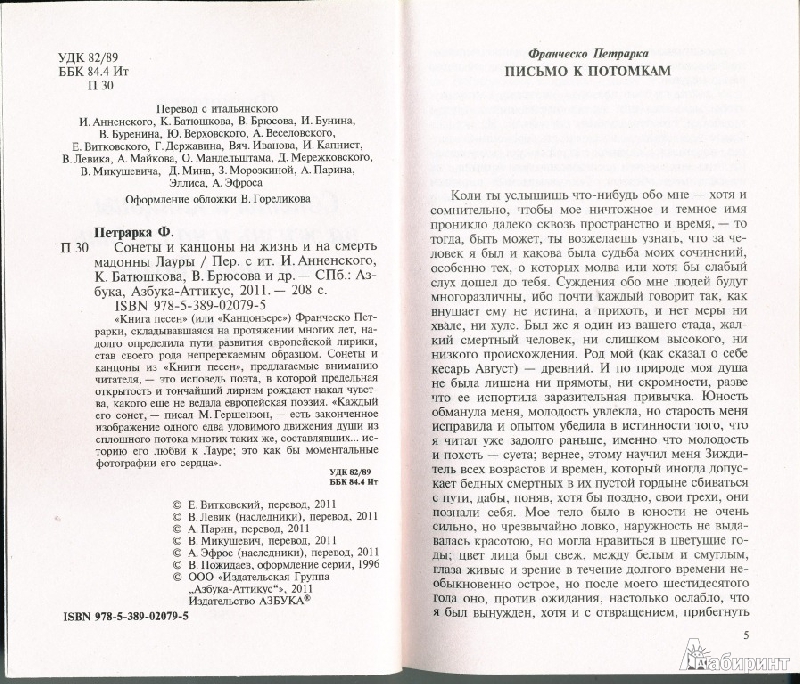 УДК 82/89
ББК 84.4 Ит
П 30
Перевод с итальянского
И. Анненского, К. Батюшкова, В. Брюсова, И. Бунина,
В. Буренина, Ю. Верховского, А. Веселовского,
Е. Витковского, Г. Державина, Вяч. Иванова, И. Капнист,
В. Левика, А. Майкова, О. Мандельштама, Д. Мережковского,
В. Микушевича, Д. Мина, З. Морозкиной, А. Парина,
Эллиса, А. Эфроса
Оформление обложки В. Гореликова
Петрарка Ф.
П 30 Сонеты и канцоны на жизнь и на смерть
мадонны Лауры / Пер. с ит. И. Анненского,
К. Батюшкова, В. Брюсова и др. — СПб.: Аз-
бука, Азбука-Аттикус, 2011. — 208 с.
ISBN 978-5-389-02079-5
«Книга песен» (или «Канцоньере») Франческо Пет-
рарки, складывавшаяся на протяжении многих лет, на-
долго определила пути развития европейской лирики,
став своего рода непререкаемым образцом. Сонеты и
канцоны из «Книги песен», предлагаемые вниманию
читателя, — это исповедь поэта, в которой предельная
открытость и тончайший лиризм рождают накал чувст-
ва, какого еще не ведала европейская поэзия. «Каждый
его сонет, — писал М. Гершензон, — есть законченное
изображение одного едва уловимого движения души из
сплошного потока многих таких же, составлявших... ис-
торию его любви к Лауре; это как бы моментальные
фотографии его сердца».
УДК 82/89
ББК 84.4 Ит
© Е. Витковский, перевод, 2011
© В. Левик (наследники), перевод, 2011
© А. Парин, перевод, 2011
© В. Микушевич, перевод, 2011
© А. Эфрос (наследники), перевод, 2011
© В. Пожидаев, оформление серии, 1996
© ООО «Издательская Группа
„Азбука-Аттикус“», 2011
Издательство АЗБУКА®
ISBN 978-5-389-02079-5
Франческо Петрарка
ПИСЬМО К ПОТОМКАМ
Коли ты услышишь что-нибудь обо мне — хотя и
сомнительно, чтобы мое ничтожное и темное имя
проникло далеко сквозь пространство и время, — то
тогда, быть может, ты возжелаешь узнать, что за че-
ловек я был и какова была судьба моих сочинений,
особенно тех, о которых молва или хотя бы слабый
слух дошел до тебя. Суждения обо мне людей будут
многоразличны, ибо почти каждый говорит так, как
внушает ему не истина, а прихоть, и нет меры ни
хвале, ни хуле. Был же я один из вашего стада, жал-
кий смертный человек, ни слишком высокого, ни
низкого происхождения. Род мой (как сказал о себе
кесарь Август) — древний. И по природе моя душа
не была лишена ни прямоты, ни скромности, разве
что ее испортила заразительная привычка. Юность
обманула меня, молодость увлекла, но старость меня
исправила и опытом убедила в истинности того, что
я читал уже задолго раньше, именно что молодость
и похоть — суета; вернее, этому научил меня Зижди-
тель всех возрастов и времен, который иногда допус-
кает бедных смертных в их пустой гордыне сбиваться
с пути, дабы, поняв, хотя бы поздно, свои грехи, они
познали себя. Мое тело было в юности не очень
сильно, но чрезвычайно ловко, наружность не выда-
валась красотою, но могла нравиться в цветущие го-
ды; цвет лица был свеж, между белым и смуглым,
глаза живые и зрение в течение долгого времени не-
обыкновенно острое, но после моего шестидесятого
года оно, против ожидания, настолько ослабло, что
я был вынужден, хотя и с отвращением, прибегнуть
5
Лабиринт